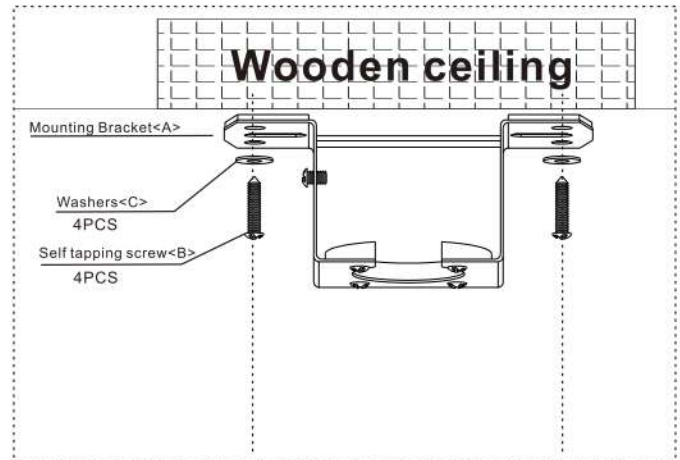 Wooden ceiling
Mounting Bracket<A>
Washers<C>
4PCS
Self tapping screw<B>
4PCS